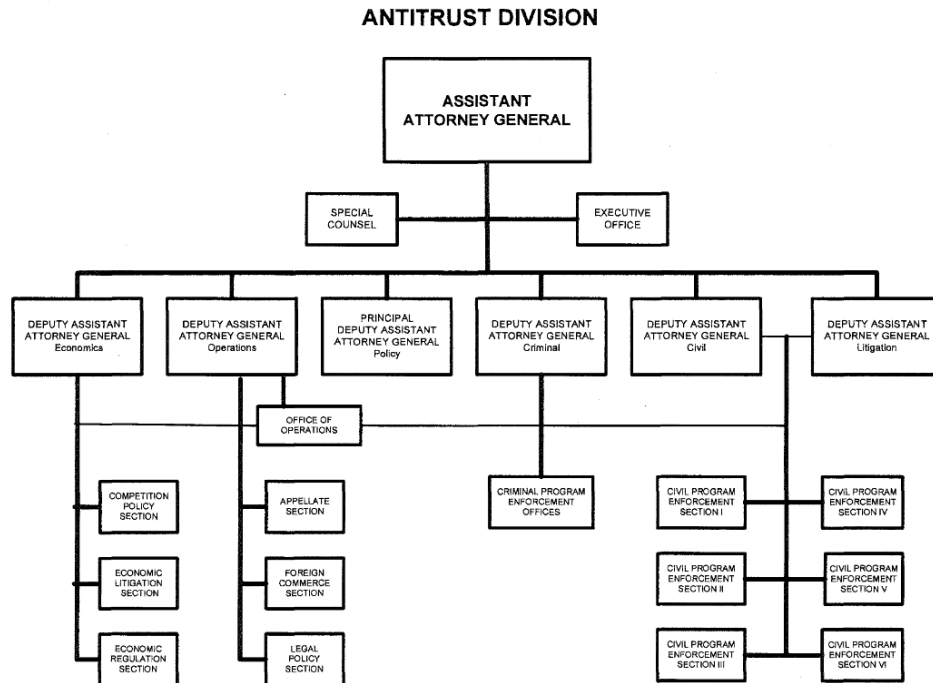 ANTITRUST DIVISION
ASSISTANT
ATTORNEY GENERAL
SPECIAL
COUNSEL
EXECUTIVE
OFFICE
DEPUTY ASSISTANT
ATTORNEY GENERAL
Economics
DEPUTY ASSISTANT
ATTORNEY GENERAL
Operations
PRINCIPAL
DEPUTY ASSISTANT
ATTORNEY GENERAL
Policy
DEPUTY ASSISTANT
ATTORNEY GENERAL
Criminal
DEPUTY ASSISTANT
ATTORNEY GENERAL
Civil
DEPUTY ASSISTANT
ATTORNEY GENERAL
Litigation
OFFICE OF
OPERATIONS
COMPETITION
POLICY
SECTION
APPELLATE
SECTION
CRIMINAL PROGRAM
ENFORCEMENT
OFFICES
CIVIL PROGRAM
ENFORCEMENT
SECTION I
CIVIL PROGRAM
ENFORCEMENT
SECTION IV
ECONOMIC
LITIGATION
SECTION
FOREIGN
COMMERCE
SECTION
CIVIL PROGRAM
ENFORCEMENT
SECTION II
CIVIL PROGRAM
ENFORCEMENT
SECTION V
ECONOMIC
REGULATION
SECTION
LEGAL
POLICY
SECTION
CIVIL PROGRAM
ENFORCEMENT
SECTION III
CIVIL PROGRAM
ENFORCEMENT
SECTION VI